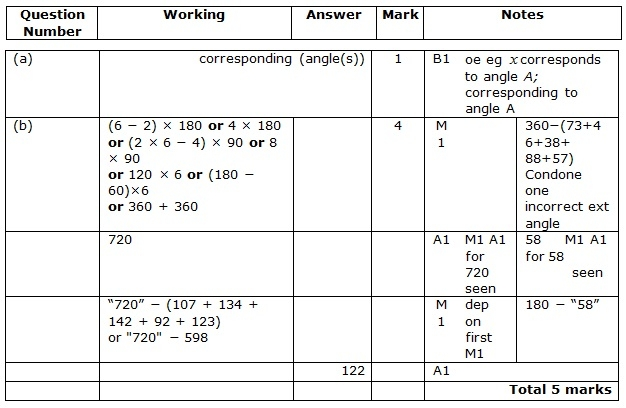 Question Number Working Answer Mark Notes
(a) corresponding (angle(s)) 1 B1 oe eg x corresponds
to angle A;
corresponding to
angle A
(b) (6 − 2) × 180 or 4 × 180
or (2 × 6 − 4) × 90 or 8
× 90
or 120 × 6 or (180 −
60)×6
or 360 + 360
4
M
1
360−(73+4
6+38+
88+57)
Condone
one
incorrect ext
angle
720
A1
M1 A1
for
720
seen
58 M1 A1
for 58
seen
“720” − (107 + 134 +
142 + 92 + 123)
or "720" − 598
M
1
dep
on
first
M1
180 − “58”
122 A1
Total 5 marks